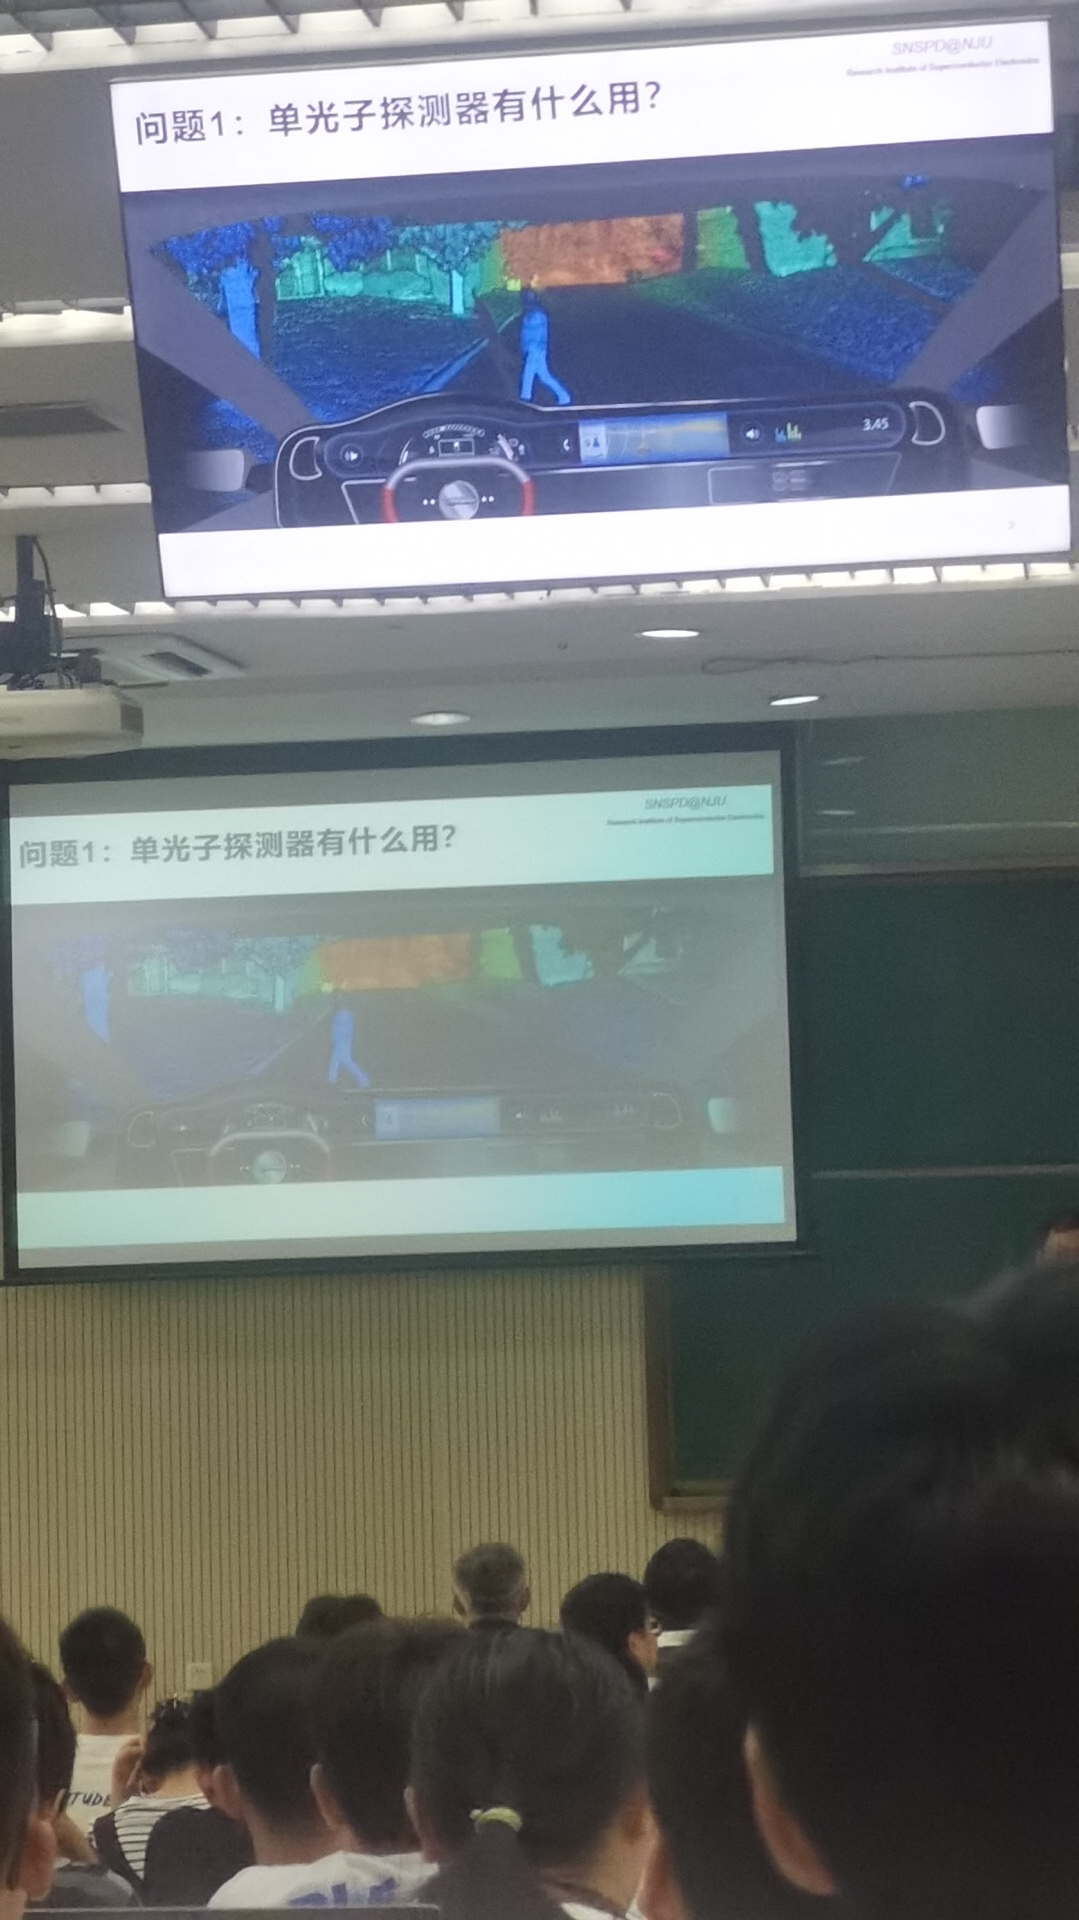 SNSPD@NJU
Research Institute of Superconductor Electronics
问题1：单光子探测器有什么用？
3.45
2
SNSPD@NJU
Research Institute of Superconductor Electronics
问题1：单光子探测器有什么用？
TUDE